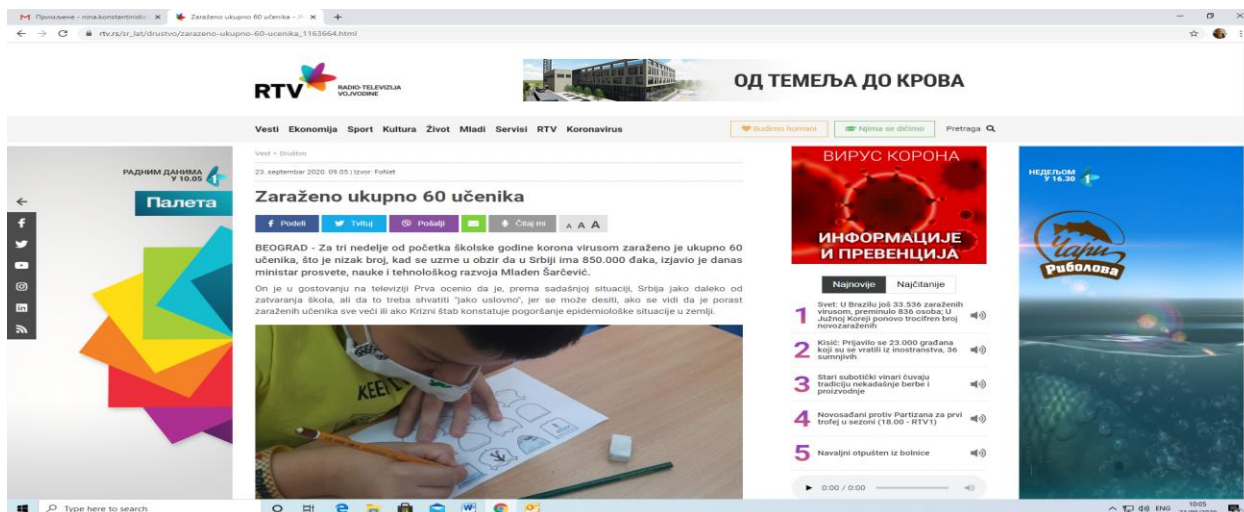 Примљене - nina.konstantinidis
Zaraženo ukupno 60 učenika - Д
rtv.rs/sr_lat/drustvo/zarazeno-ukupno-60-ucenika_1163664.html
RTV
RADIO-TELEVIZIJA
VOJVODINE
ОД ТЕМЕЉА ДО КРОВА
Vesti Ekonomija Sport Kultura Život Mladi Servisi RTV Koronavirus
Budimo humani
Njima se dičimo
Pretraga
РАДНИМ ДАНИМА
У 10.05
1
Палета
Vest > Društvo
23. septembar 2020. 09.05 | Izvor: FoNet
Zaraženo ukupno 60 učenika
Podeli
Tvituj
Pošalji
Čitaj mi
A A A
BEOGRAD - Za tri nedelje od početka školske godine korona virusom zaraženo je ukupno 60
učenika, što je nizak broj, kad se uzme u obzir da u Srbiji ima 850.000 đaka, izjavio je danas
ministar prosvete, nauke i tehnološkog razvoja Mladen Šarčević.
On je u gostovanju na televiziji Prva ocenio da je, prema sadašnjoj situaciji, Srbija jako daleko od
zatvaranja škola, ali da to treba shvatiti "jako uslovno", jer se može desiti, ako se vidi da je porast
zaraženih učenika sve veći ili ako Krizni štab konstatuje pogoršanje epidemiološke situacije u zemlji.
KEEP
ВИРУС КОРОНА
ИНФОРМАЦИЈЕ
И ПРЕВЕНЦИЈА
Najnovije
Najčitanije
1
Svet: U Brazilu još 33.536 zaraženih
virusom, preminulo 836 osoba; U
Južnoj Koreji ponovo trocifren broj
novozaraženih
2
Kisić: Prijavilo se 23.000 građana
koji su se vratili iz inostranstva, 36
sumnjivih
3
Stari subotički vinari čuvaju
tradiciju nekadašnje berbe i
proizvodnje
4
Novosađani protiv Partizana za prvi
trofej u sezoni (18.00 - RTV1)
5
Navaljni otpušten iz bolnice
0:00 / 0:00
НЕДЕЉОМ
У 16.30
1
Чари
Риболова
Type here to search
ENG
10:05